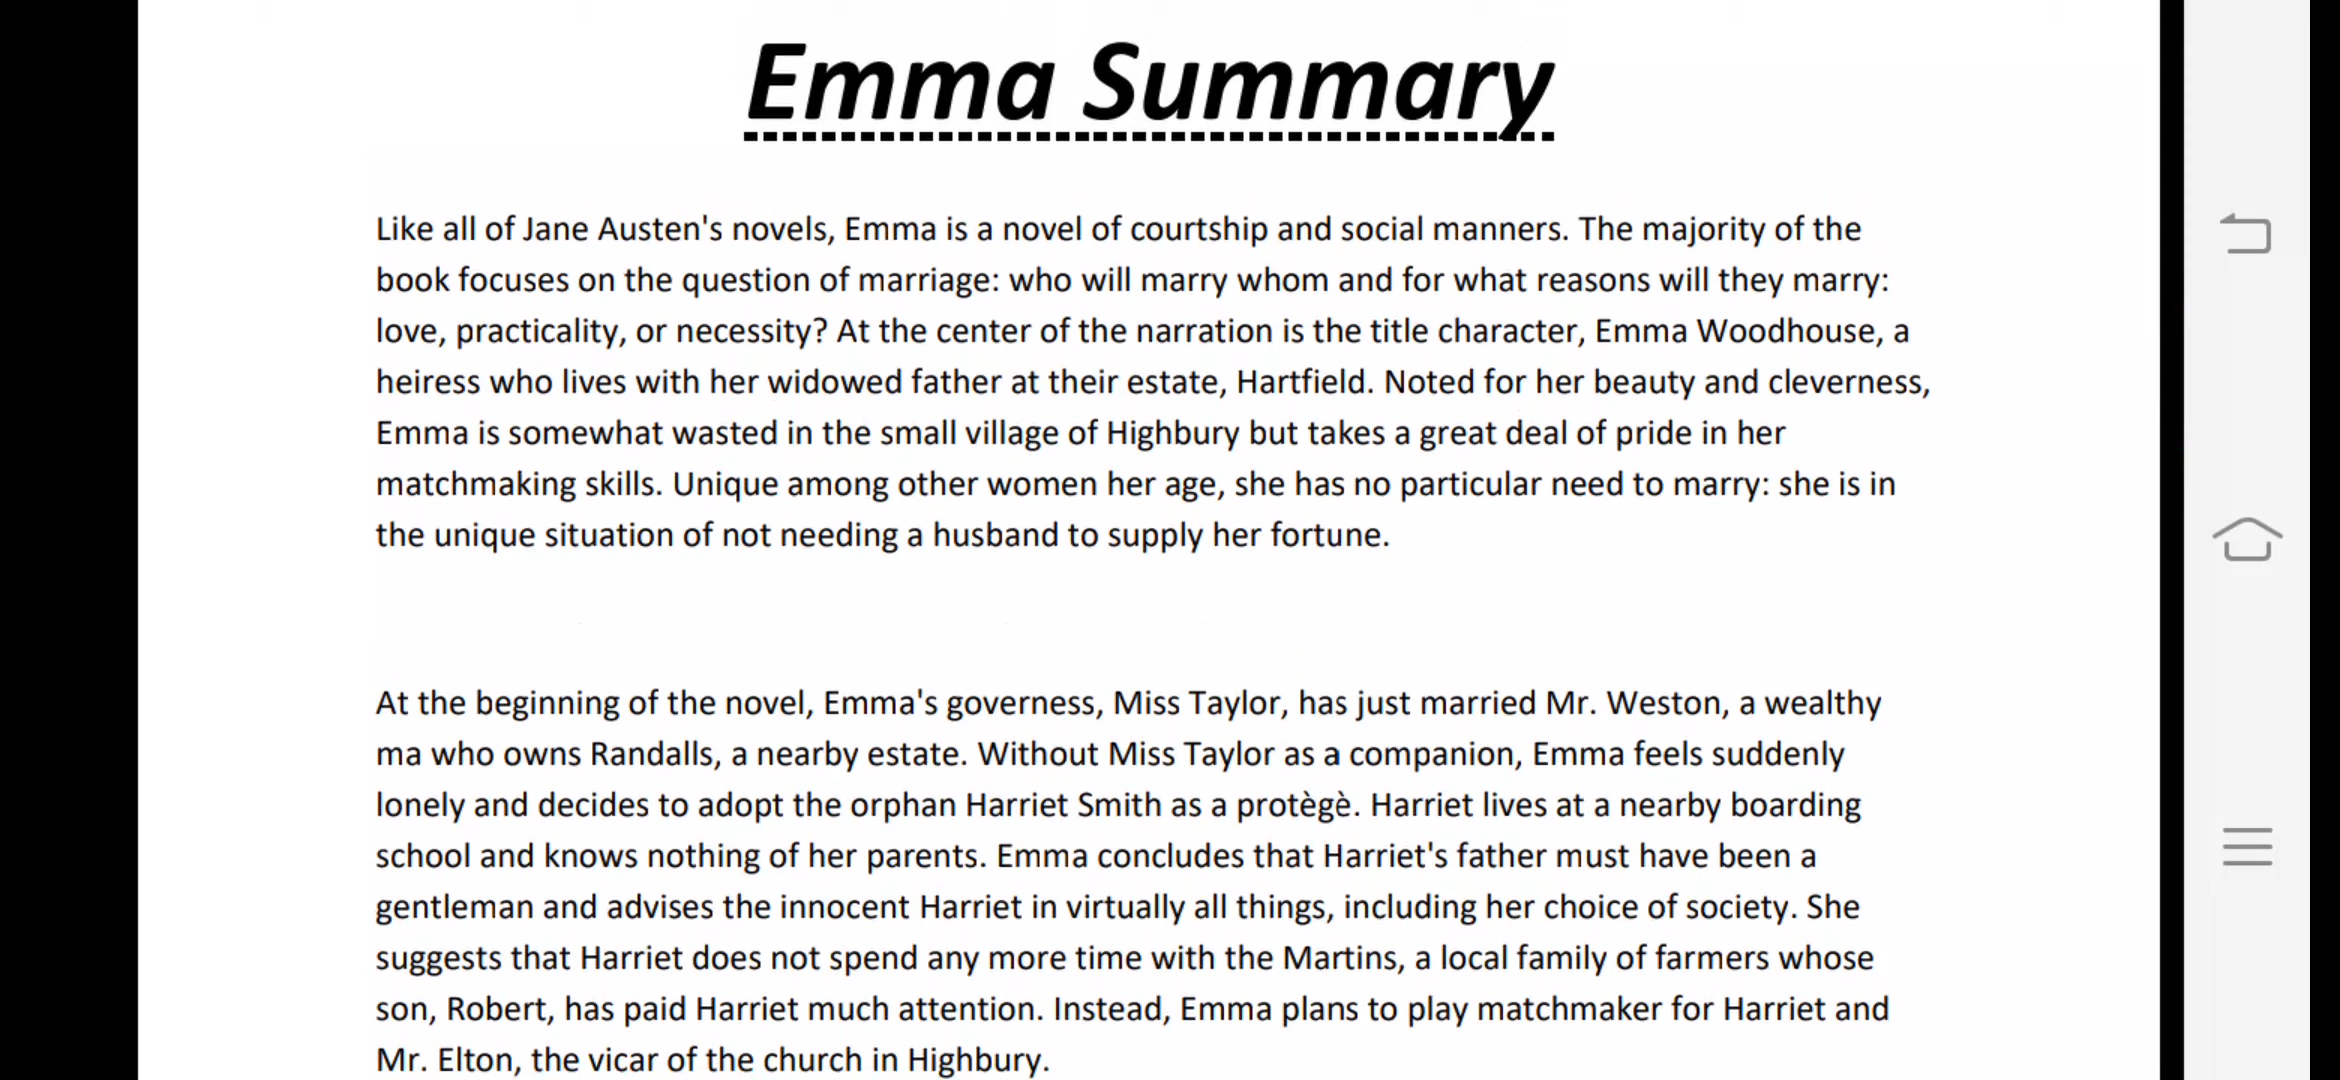 Emma Summary
Like all of Jane Austen's novels, Emma is a novel of courtship and social manners. The majority of the
book focuses on the question of marriage: who will marry whom and for what reasons will they marry:
love, practicality, or necessity? At the center of the narration is the title character, Emma Woodhouse, a
heiress who lives with her widowed father at their estate, Hartfield. Noted for her beauty and cleverness,
Emma is somewhat wasted in the small village of Highbury but takes a great deal of pride in her
matchmaking skills. Unique among other women her age, she has no particular need to marry: she is in
the unique situation of not needing a husband to supply her fortune.
At the beginning of the novel, Emma's governess, Miss Taylor, has just married Mr. Weston, a wealthy
ma who owns Randalls, a nearby estate. Without Miss Taylor as a companion, Emma feels suddenly
lonely and decides to adopt the orphan Harriet Smith as a protègè. Harriet lives at a nearby boarding
school and knows nothing of her parents. Emma concludes that Harriet's father must have been a
gentleman and advises the innocent Harriet in virtually all things, including her choice of society. She
suggests that Harriet does not spend any more time with the Martins, a local family of farmers whose
son, Robert, has paid Harriet much attention. Instead, Emma plans to play matchmaker for Harriet and
Mr. Elton, the vicar of the church in Highbury.